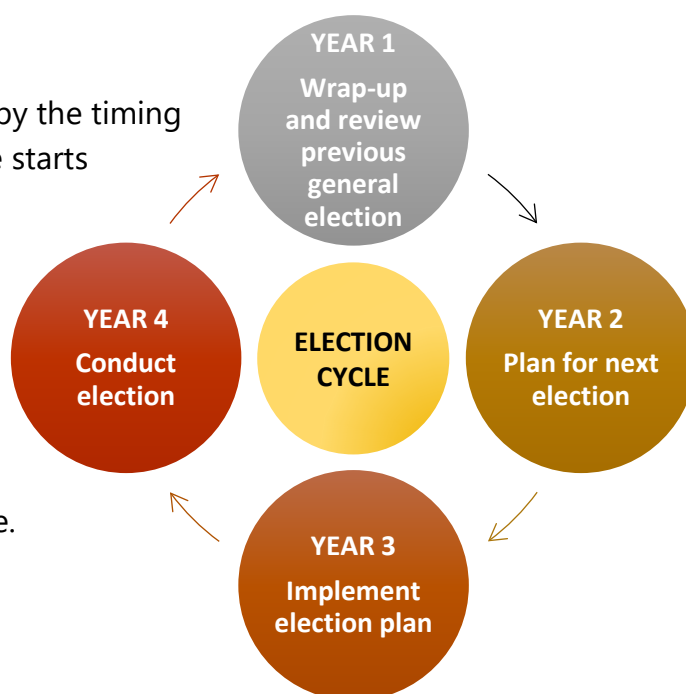 by the timing
starts
YEAR 1
Wrap-up
and review
previous
general
election
YEAR 2
Plan for next
election
YEAR 3
Implement
election plan
YEAR 4
Conduct
election
ELECTION
CYCLE